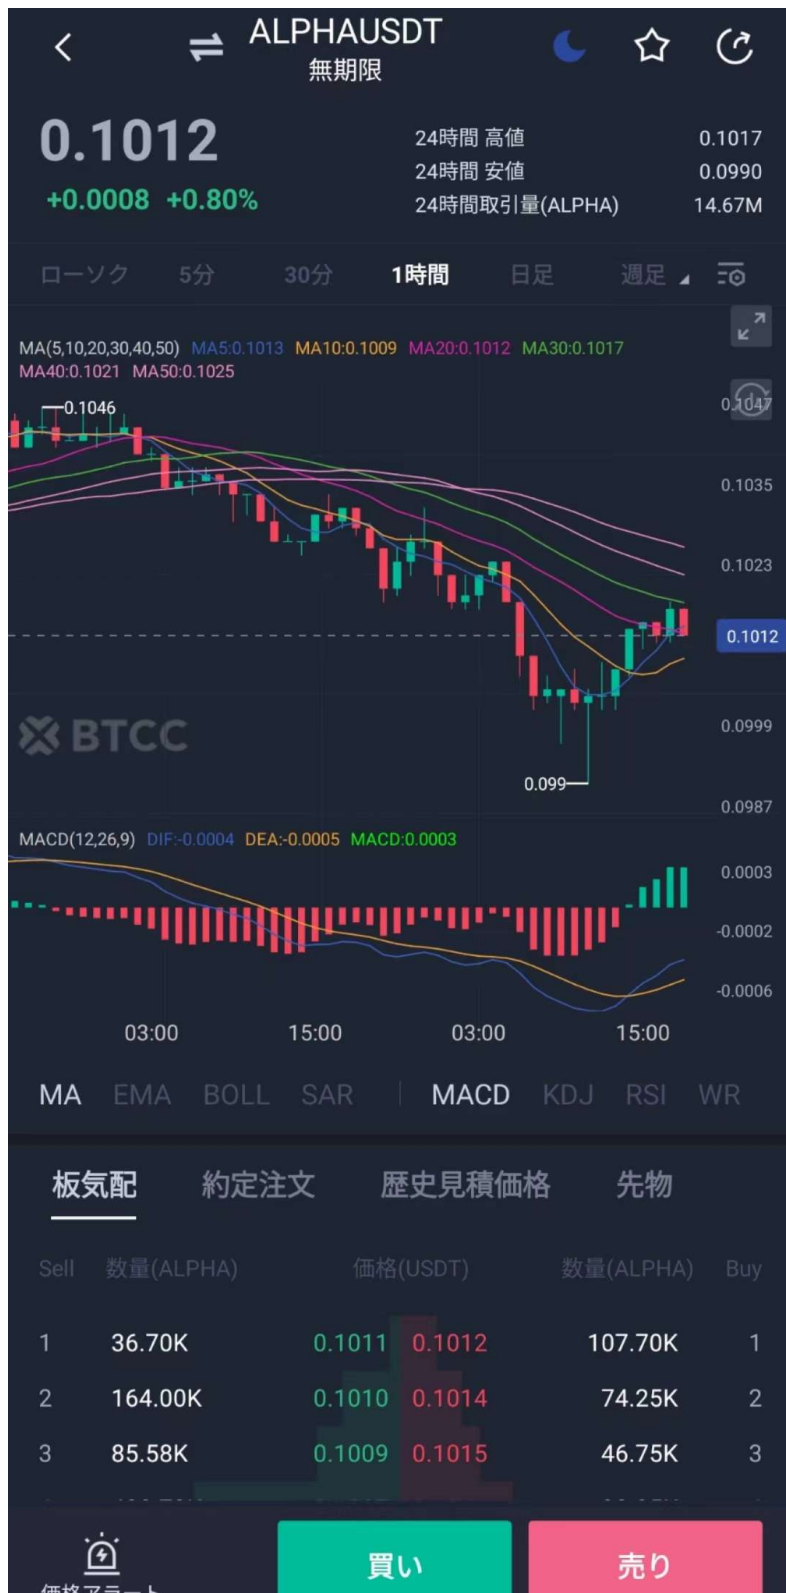 ALPHAUSDT
無期限
0.1012
+0.0008 +0.80%
24時間 高値 0.1017
24時間 安値 0.0990
24時間取引量(ALPHA) 14.67M
ローソク 5分 30分 1時間 日足 週足
MA(5,10,20,30,40,50) MA5:0.1013 MA10:0.1009 MA20:0.1012 MA30:0.1017
MA40:0.1021 MA50:0.1025
0.1046
0.1047
0.1035
0.1023
0.1012
BTCC
0.0999
0.099
0.0987
MACD(12,26,9) DIF:-0.0004 DEA:-0.0005 MACD:0.0003
0.0003
-0.0002
-0.0006
03:00 15:00 03:00 15:00
MA EMA BOLL SAR MACD KDJ RSI WR
板気配 約定注文 歴史見積価格 先物
Sell 数量(ALPHA) 価格(USDT) 数量(ALPHA) Buy
1 36.70K 0.1011 0.1012 107.70K 1
2 164.00K 0.1010 0.1014 74.25K 2
3 85.58K 0.1009 0.1015 46.75K 3
買い 売り
価格アラート